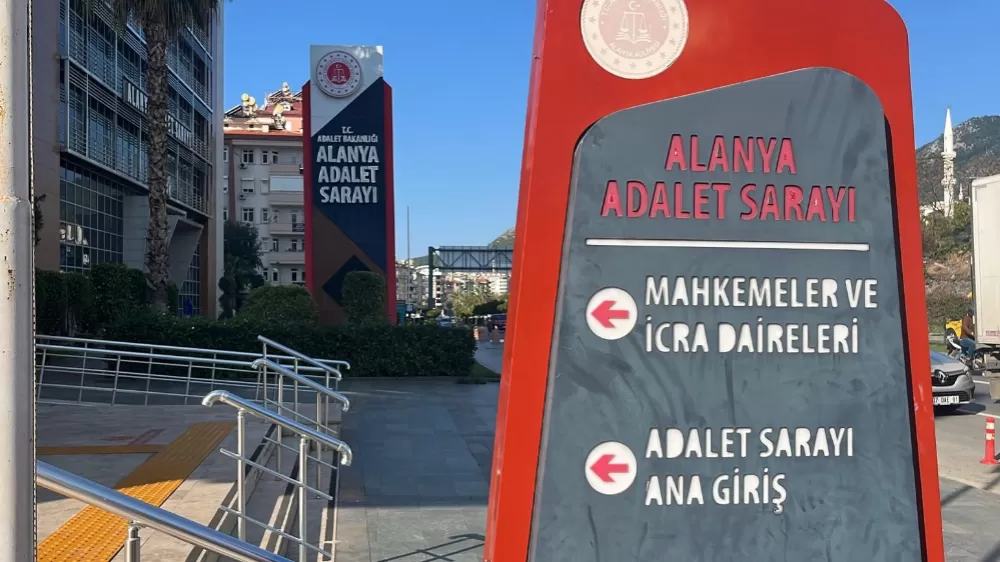 T.C.
ADALET BAKANLIĞI
ALANYA
ADALET
SARAYI
ALANYA
ADALET SARAYI
MAHKEMELER VE
İCRA DAİRELERİ
ADALET SARAYI
ANA GİRİŞ